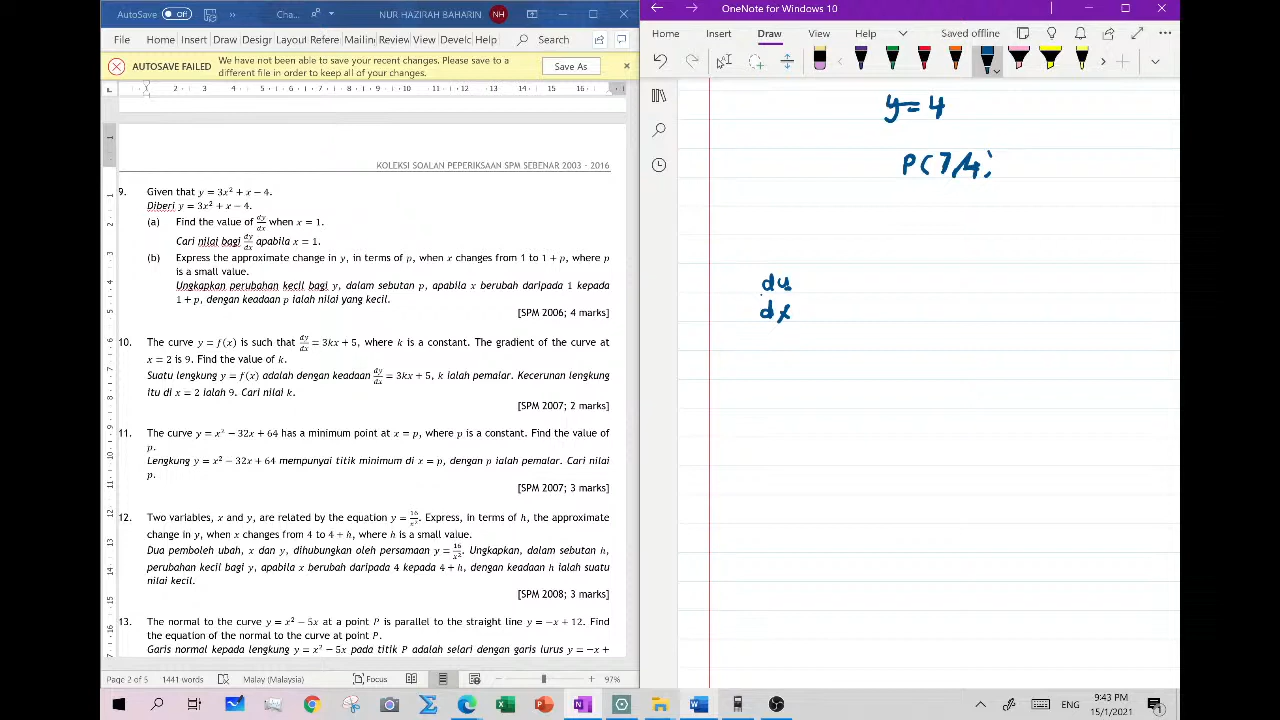 AutoSave Off Cha... NUR HAZIRAH BAHARIN NH
File Home Draw Layout Mailin Review View Develc Help Search
AUTOSAVE FAILED We have not been able to save your recent changes. Please save to a different file in order to keep all of your changes. Save As
KOLEKSI SOALAN PEPERIKSAAN SPM SEBENAR 2003 - 2016
9. Given that y = 3x² + x − 4.
Diberi y = 3x² + x − 4.
(a) Find the value of dy/dx when x = 1.
Cari nilai bagi dy/dx apabila x = 1.
(b) Express the approximate change in y, in terms of p, when x changes from 1 to 1 + p, where p
is a small value.
Ungkapkan perubahan kecil bagi y, dalam sebutan p, apabila x berubah daripada 1 kepada
1 + p, dengan keadaan p ialah nilai yang kecil.
[SPM 2006; 4 marks]
10. The curve y = f(x) is such that dy/dx = 3kx + 5, where k is a constant. The gradient of the curve at
x = 2 is 9. Find the value of k.
Suatu lengkung y = f(x) adalah dengan keadaan dy/dx = 3kx + 5, k ialah pemalar. Kecerunan lengkung
itu di x = 2 ialah 9. Cari nilai k.
[SPM 2007; 2 marks]
11. The curve y = x² − 32x + 64 has a minimum point at x = p, where p is a constant. Find the value of
p.
Lengkung y = x² − 32x + 64 mempunyai titik minimum di x = p, dengan p ialah pemalar. Cari nilai
p.
[SPM 2007; 3 marks]
12. Two variables, x and y, are related by the equation y = 16/x². Express, in terms of h, the approximate
change in y, when x changes from 4 to 4 + h, where h is a small value.
Dua pemboleh ubah, x dan y, dihubungkan oleh persamaan y = 16/x². Ungkapkan, dalam sebutan h,
perubahan kecil bagi y, apabila x berubah daripada 4 kepada 4 + h, dengan keadaan h ialah suatu
nilai kecil.
[SPM 2008; 3 marks]
13. The normal to the curve y = x² − 5x at a point P is parallel to the straight line y = −x + 12. Find
the equation of the normal to the curve at point P.
Garis normal kepada lengkung y = x² − 5x pada titik P adalah selari dengan garis lurus y = −x +
Page 2 of 5 1441 words Malay (Malaysia) Focus 97%
OneNote for Windows 10
Home Insert Draw View Help Saved offline
y = 4
P(7,4)
dy
dx
ENG 9:43 PM
15/1/2021